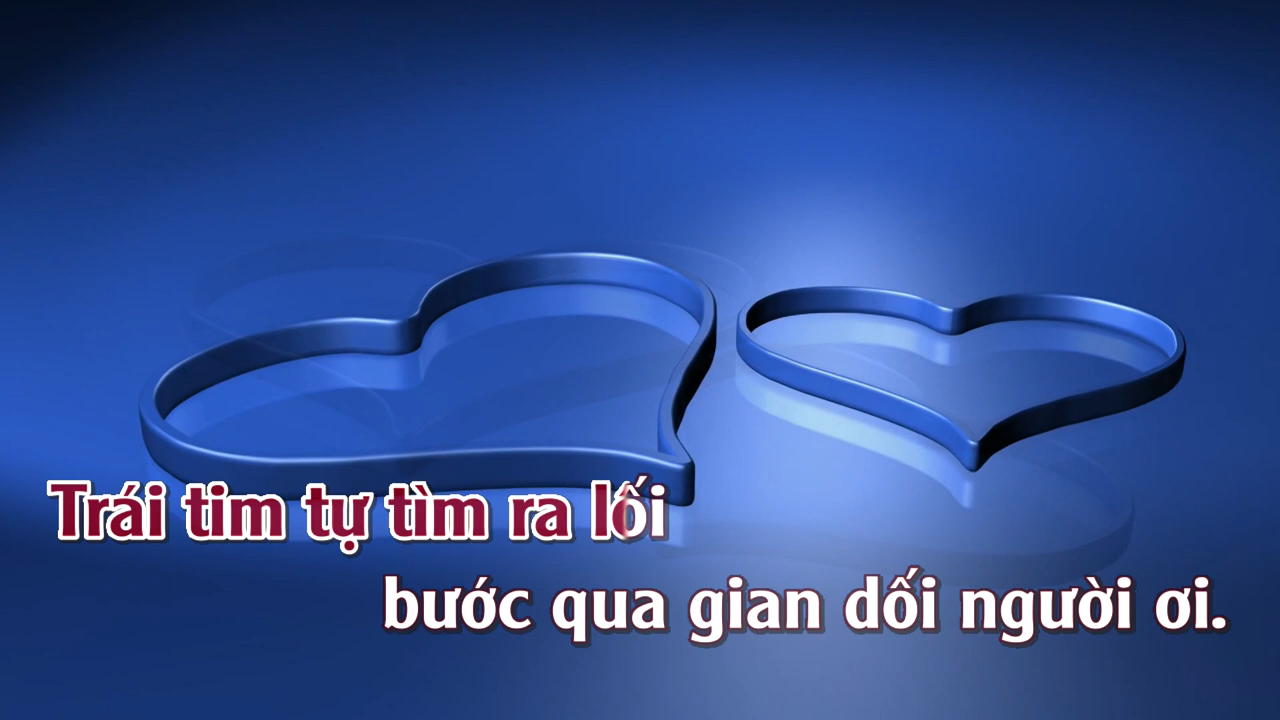 Trái tim tự tìm ra lối
bước qua gian dối người ơi.